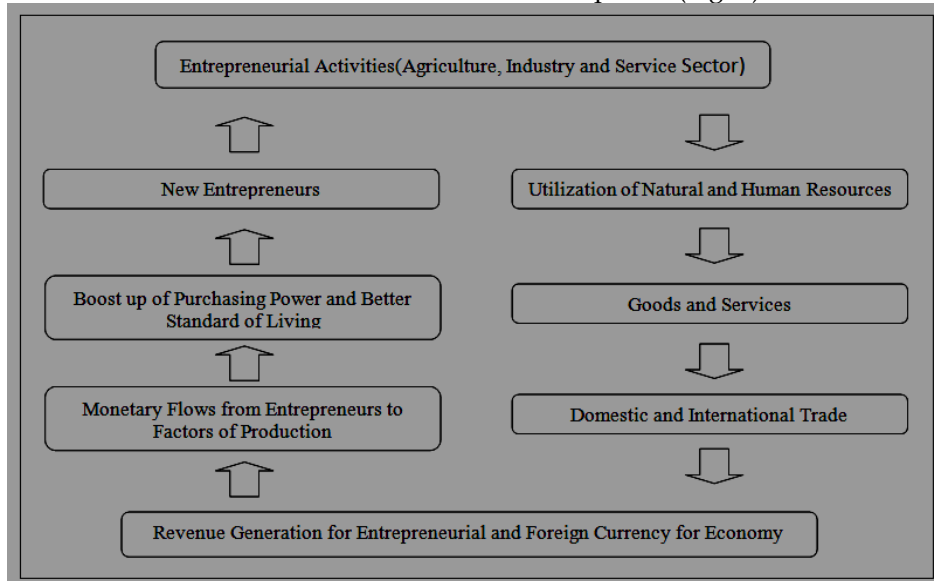 Entrepreneurial Activities(Agriculture, Industry and Service Sector)
New Entrepreneurs
Utilization of Natural and Human Resources
Boost up of Purchasing Power and Better
Standard of Living
Goods and Services
Monetary Flows from Entrepreneurs to
Factors of Production
Domestic and International Trade
Revenue Generation for Entrepreneurial and Foreign Currency for Economy